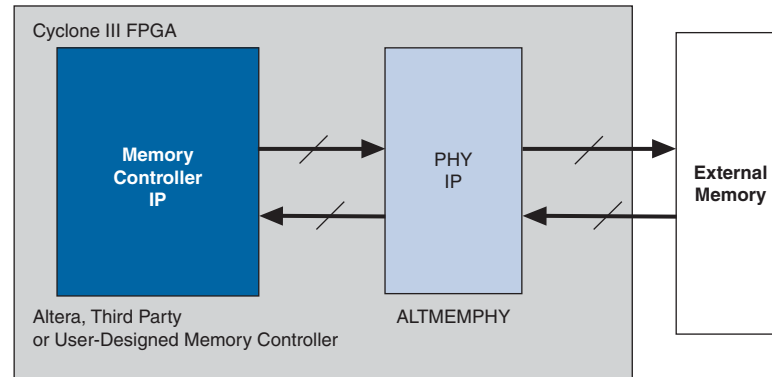 Cyclone III FPGA
Memory
Controller
IP
PHY
IP
External
Memory
Altera, Third Party
or User-Designed Memory Controller
ALTMEMPHY